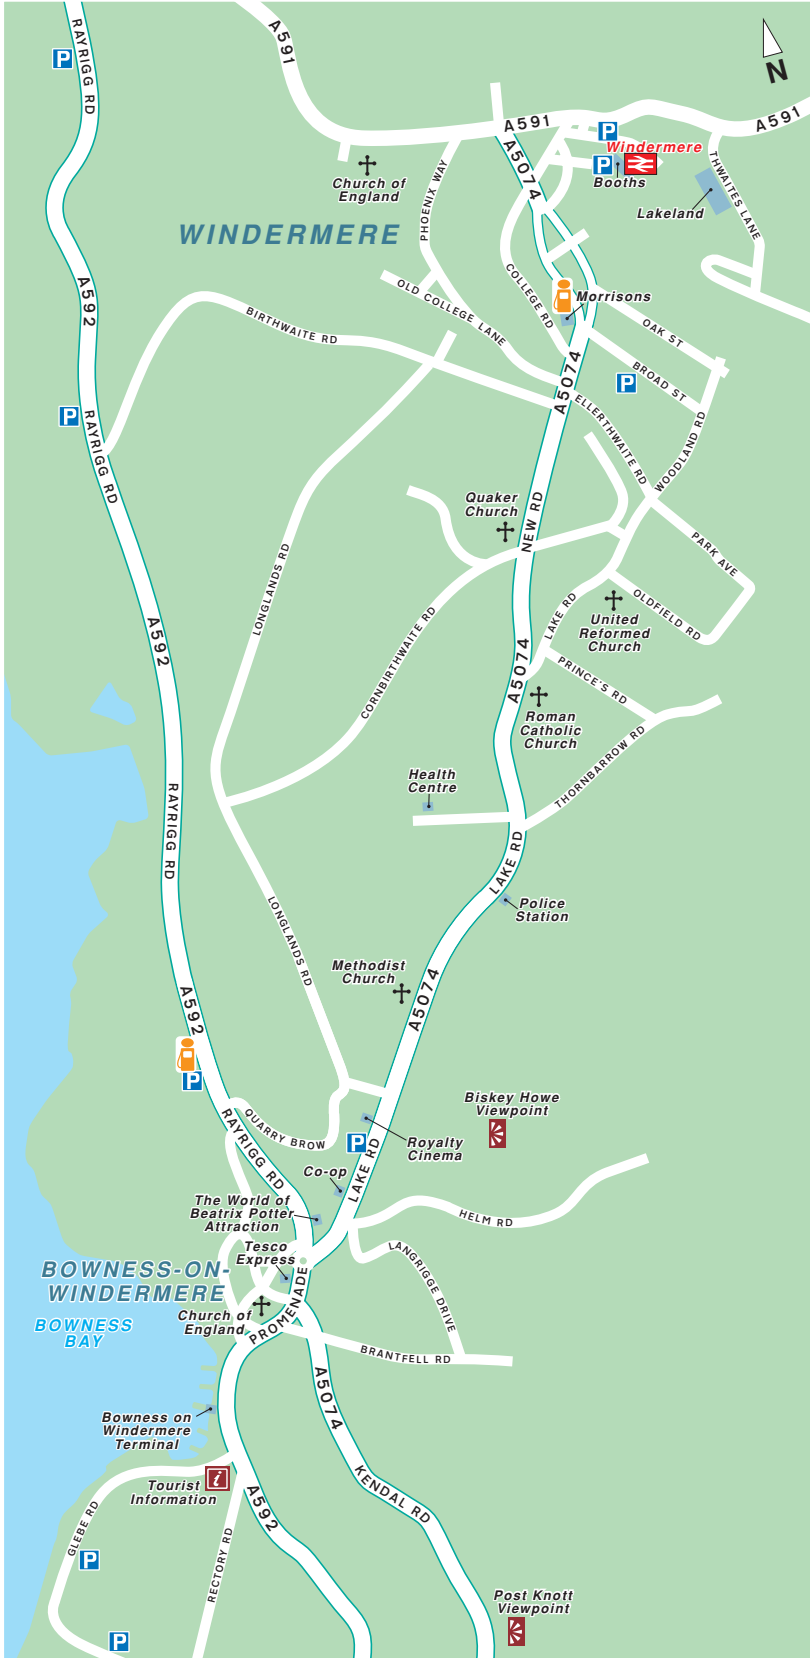 RAYRIGG RD
P
A591
N
A591
A591
A5074
P
Windermere
P
Booths
Lakeland
THWAITES LANE
Church of
England
PHOENIX WAY
WINDERMERE
A592
BIRTHWAITE RD
OLD COLLEGE LANE
COLLEGE RD
Morrisons
OAK ST
BROAD ST
P
A5074
ELLERTHWAITE RD
WOODLAND RD
P
RAYRIGG RD
Quaker
Church
NEW RD
PARK AVE
LONGLANDS RD
CORNBIRTHWAITE RD
LAKE RD
OLDFIELD RD
United
Reformed
Church
A592
A5074
PRINCE'S RD
Roman
Catholic
Church
THORNBARROW RD
Health
Centre
RAYRIGG RD
LAKE RD
Police
Station
LONGLANDS RD
Methodist
Church
A5074
A592
P
Biskey Howe
Viewpoint
QUARRY BROW
RAYRIGG RD
P
Royalty
Cinema
LAKE RD
Co-op
The World of
Beatrix Potter
Attraction
HELM RD
Tesco
Express
LANGRIGGE DRIVE
BOWNESS-ON-
WINDERMERE
BOWNESS
BAY
Church of
England
PROMENADE
BRANTFELL RD
A5074
Bowness on
Windermere
Terminal
Tourist
Information
i
A592
KENDAL RD
GLEBE RD
P
RECTORY RD
P
Post Knott
Viewpoint